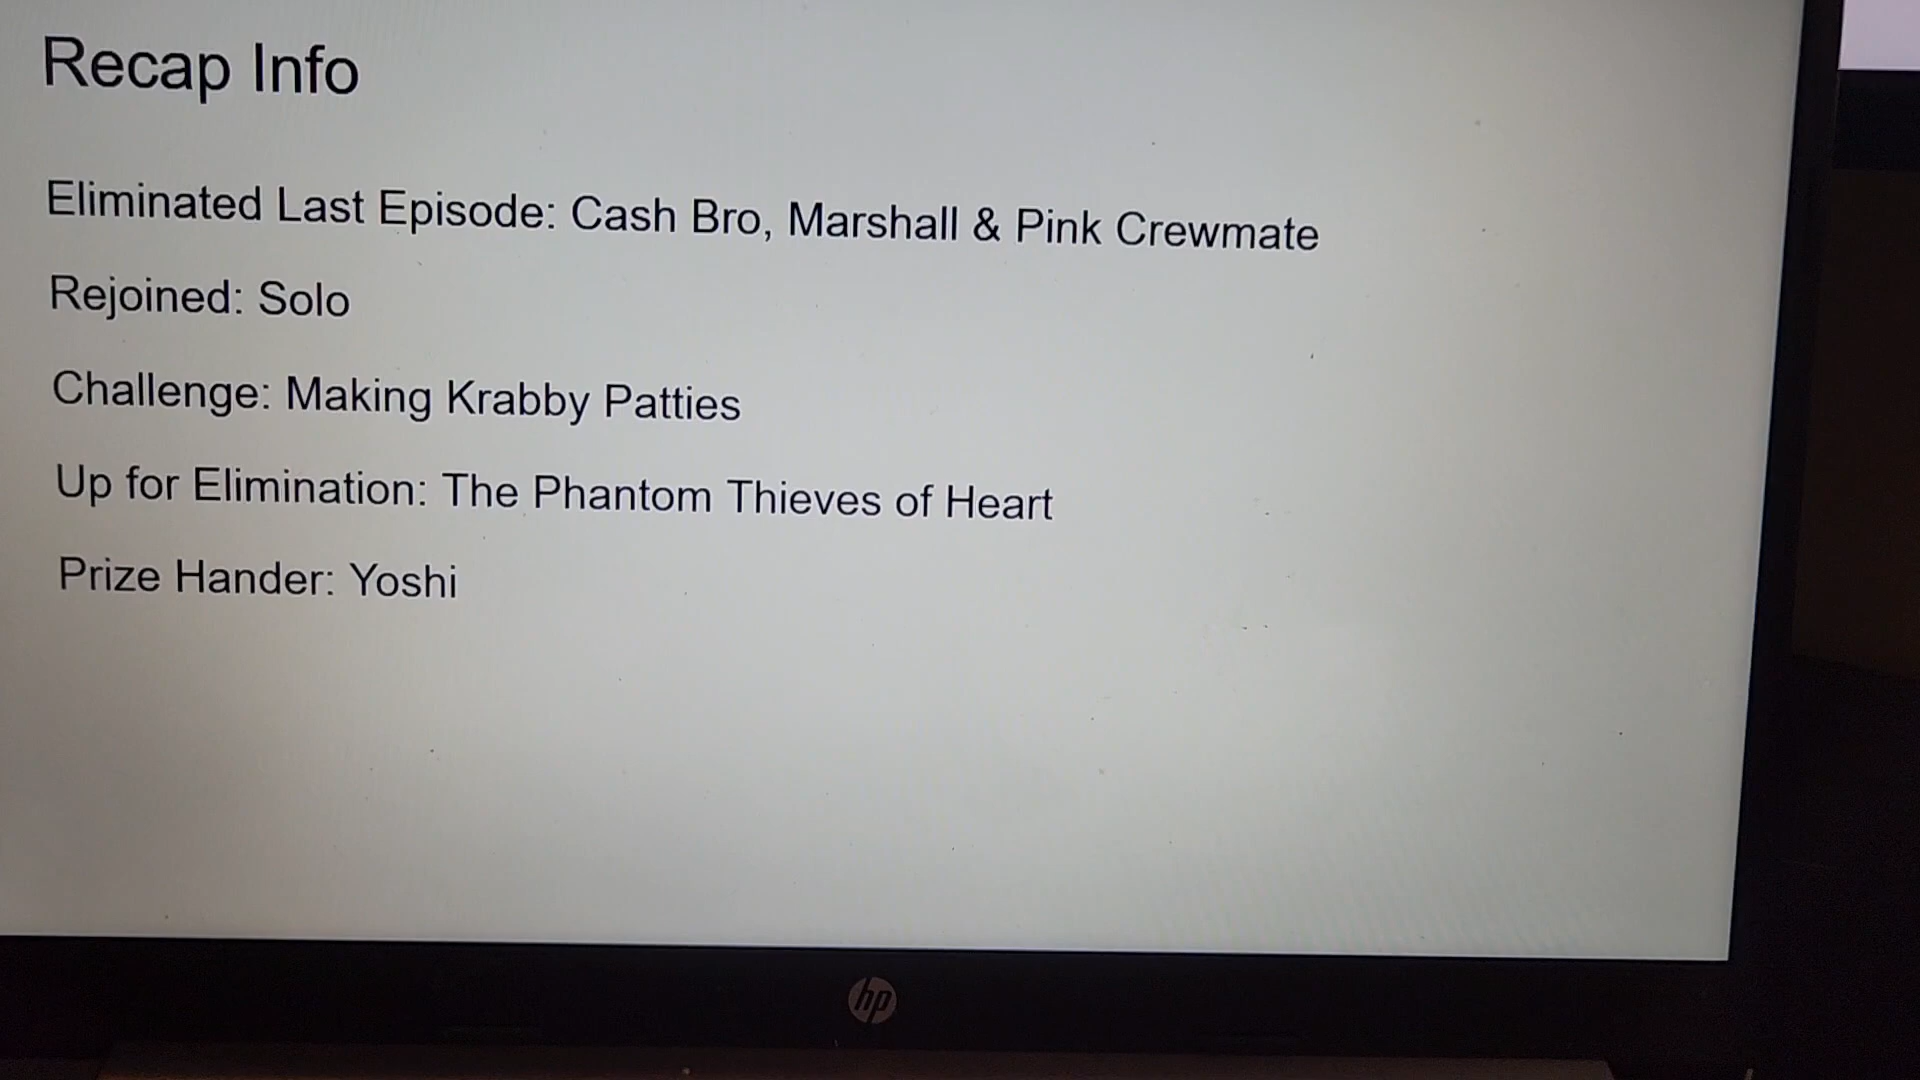 Recap Info
Eliminated Last Episode: Cash Bro, Marshall & Pink Crewmate
Rejoined: Solo
Challenge: Making Krabby Patties
Up for Elimination: The Phantom Thieves of Heart
Prize Hander: Yoshi
hp